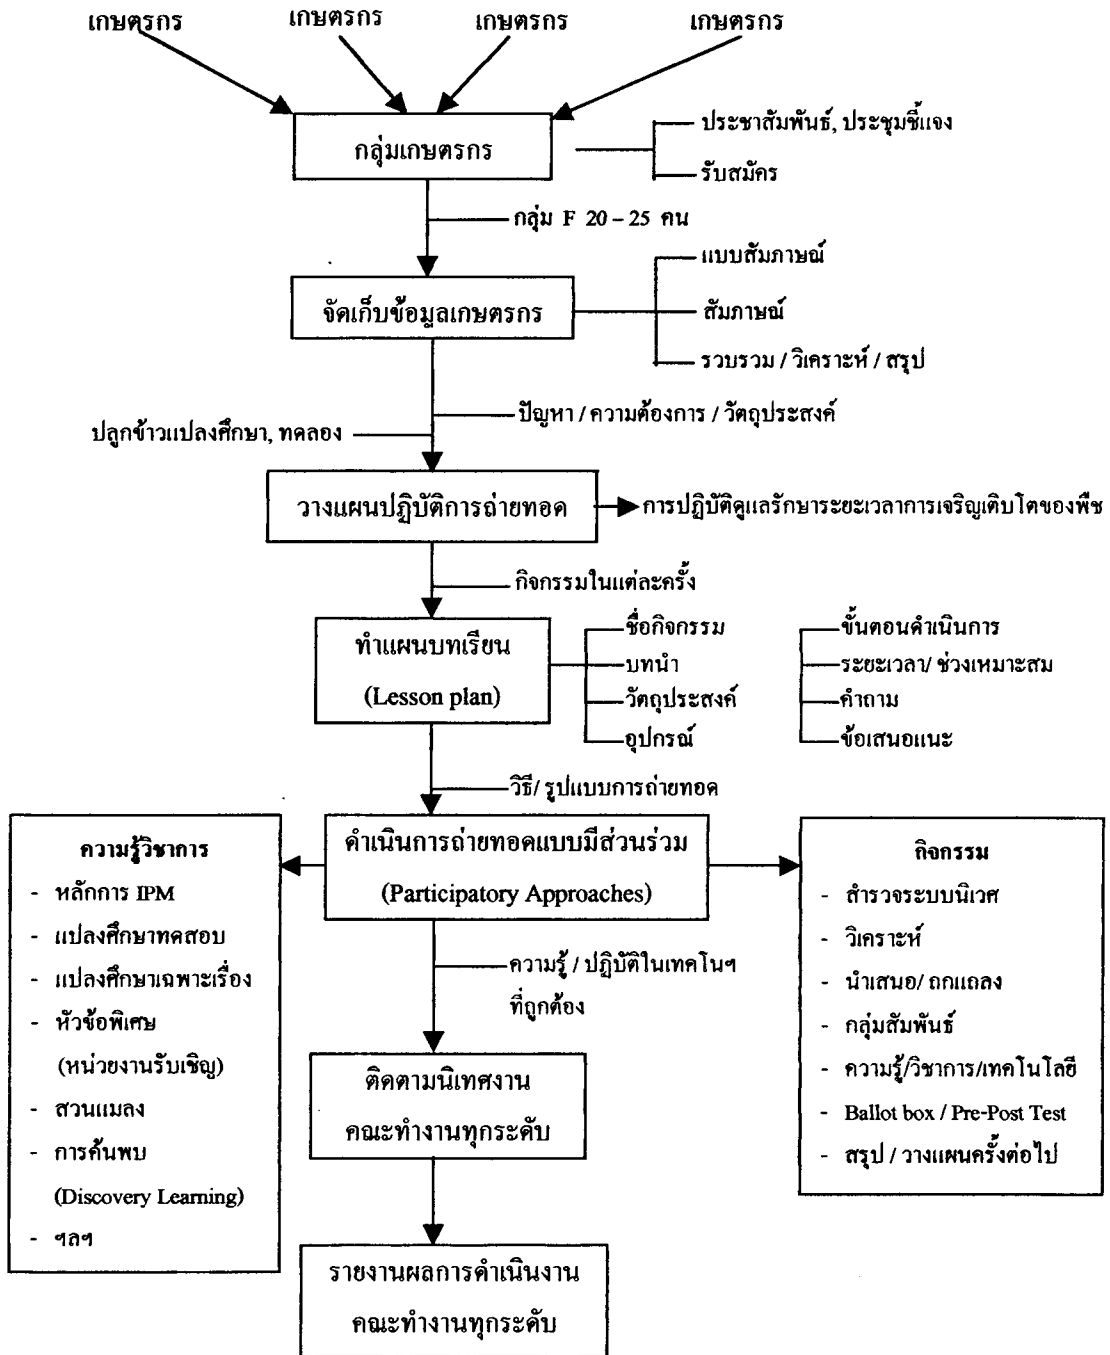 เกษตรกร
เกษตรกร
เกษตรกร
เกษตรกร
กลุ่มเกษตรกร
ประชาสัมพันธ์, ประชุมชี้แจง
รับสมัคร
กลุ่ม F 20 – 25 คน
จัดเก็บข้อมูลเกษตรกร
แบบสัมภาษณ์
สัมภาษณ์
รวบรวม / วิเคราะห์ / สรุป
ปัญหา / ความต้องการ / วัตถุประสงค์
ปลูกข้าวแปลงศึกษา, ทดลอง
วางแผนปฏิบัติการถ่ายทอด
การปฏิบัติดูแลรักษาระยะเวลาการเจริญเติบโตของพืช
กิจกรรมในแต่ละครั้ง
ทำแผนบทเรียน
(Lesson plan)
ชื่อกิจกรรม
บทนำ
วัตถุประสงค์
อุปกรณ์
ขั้นตอนดำเนินการ
ระยะเวลา/ ช่วงเหมาะสม
คำถาม
ข้อเสนอแนะ
วิธี/ รูปแบบการถ่ายทอด
ดำเนินการถ่ายทอดแบบมีส่วนร่วม
(Participatory Approaches)
ความรู้วิชาการ
- หลักการ IPM
- แปลงศึกษาทดสอบ
- แปลงศึกษาเฉพาะเรื่อง
- หัวข้อพิเศษ
(หน่วยงานรับเชิญ)
- สวนแมลง
- การค้นพบ
(Discovery Learning)
- ฯลฯ
กิจกรรม
- สำรวจระบบนิเวศ
- วิเคราะห์
- นำเสนอ/ ถกแถลง
- กลุ่มสัมพันธ์
- ความรู้/วิชาการ/เทคโนโลยี
- Ballot box / Pre-Post Test
- สรุป / วางแผนครั้งต่อไป
ความรู้ / ปฏิบัติในเทคโนฯ
ที่ถูกต้อง
ติดตามนิเทศงาน
คณะทำงานทุกระดับ
รายงานผลการดำเนินงาน
คณะทำงานทุกระดับ